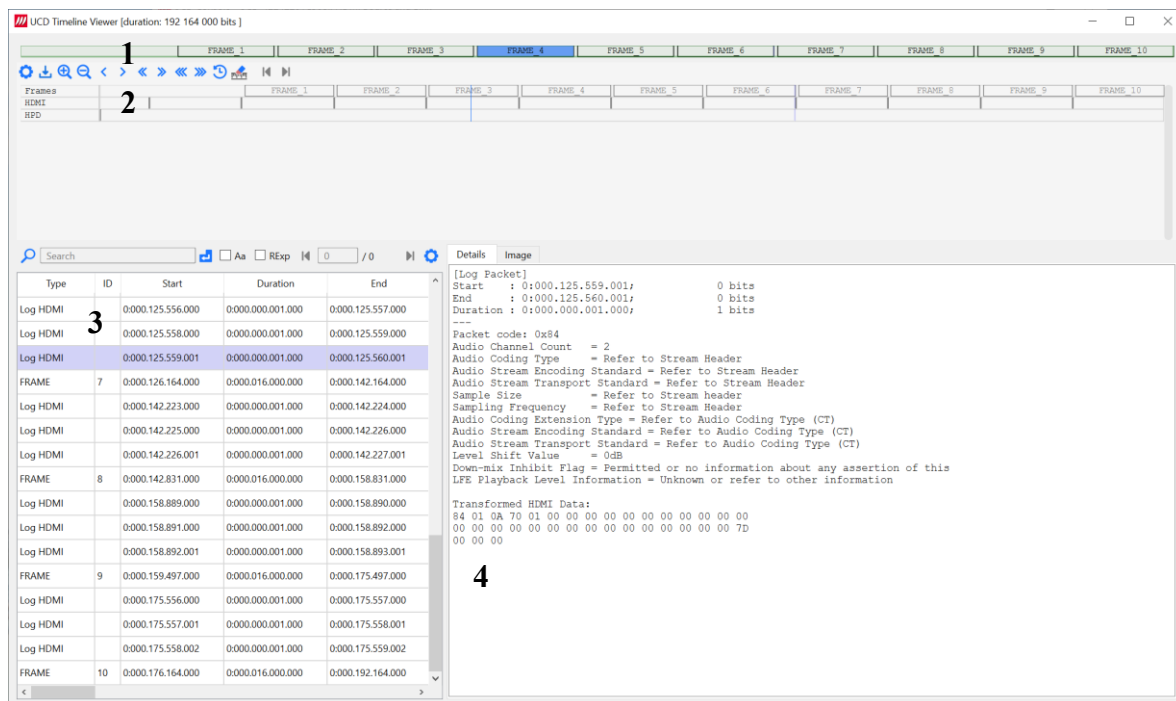 UCD Timeline Viewer [duration: 192 164 000 bits ]
FRAME_1 FRAME_2 FRAME_3 FRAME_4 FRAME_5 FRAME_6 FRAME_7 FRAME_8 FRAME_9 FRAME_10
1
Frames FRAME_1 FRAME_2 FRAME_3 FRAME_4 FRAME_5 FRAME_6 FRAME_7 FRAME_8 FRAME_9 FRAME_10
HDMI
2
HPD
Search Aa RExp 0 / 0
Type ID Start Duration End
Log HDMI 0:000.125.556.000 0:000.000.001.000 0:000.125.557.000
3
Log HDMI 0:000.125.558.000 0:000.000.001.000 0:000.125.559.000
Log HDMI 0:000.125.559.001 0:000.000.001.000 0:000.125.560.001
FRAME 7 0:000.126.164.000 0:000.016.000.000 0:000.142.164.000
Log HDMI 0:000.142.223.000 0:000.000.001.000 0:000.142.224.000
Log HDMI 0:000.142.225.000 0:000.000.001.000 0:000.142.226.000
Log HDMI 0:000.142.226.001 0:000.000.001.000 0:000.142.227.001
FRAME 8 0:000.142.831.000 0:000.016.000.000 0:000.158.831.000
Log HDMI 0:000.158.889.000 0:000.000.001.000 0:000.158.890.000
Log HDMI 0:000.158.891.000 0:000.000.001.000 0:000.158.892.000
Log HDMI 0:000.158.892.001 0:000.000.001.000 0:000.158.893.001
FRAME 9 0:000.159.497.000 0:000.016.000.000 0:000.175.497.000
Log HDMI 0:000.175.556.000 0:000.000.001.000 0:000.175.557.000
Log HDMI 0:000.175.557.001 0:000.000.001.000 0:000.175.558.001
Log HDMI 0:000.175.558.002 0:000.000.001.000 0:000.175.559.002
FRAME 10 0:000.176.164.000 0:000.016.000.000 0:000.192.164.000
Details Image
[Log Packet]
Start : 0:000.125.559.001; 0 bits
End : 0:000.125.560.001; 0 bits
Duration : 0:000.000.001.000; 1 bits
---
Packet code: 0x84
Audio Channel Count = 2
Audio Coding Type = Refer to Stream Header
Audio Stream Encoding Standard = Refer to Stream Header
Audio Stream Transport Standard = Refer to Stream Header
Sample Size = Refer to Stream header
Sampling Frequency = Refer to Stream Header
Audio Coding Extension Type = Refer to Audio Coding Type (CT)
Audio Stream Encoding Standard = Refer to Audio Coding Type (CT)
Audio Stream Transport Standard = Refer to Audio Coding Type (CT)
Level Shift Value = 0dB
Down-mix Inhibit Flag = Permitted or no information about any assertion of this
LFE Playback Level Information = Unknown or refer to other information
Transformed HDMI Data:
84 01 0A 70 01 00 00 00 00 00 00 00 00 00 00 00
00 00 00 00 00 00 00 00 00 00 00 00 00 00 00 7D
00 00 00
4